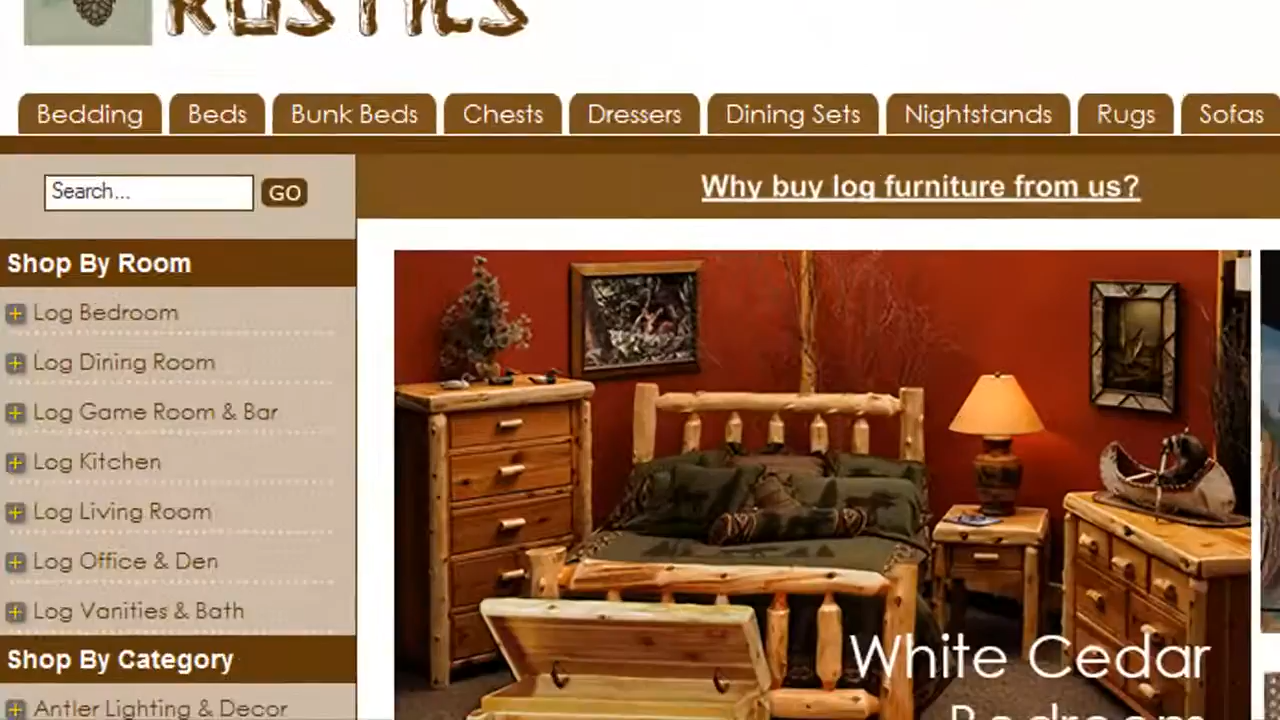 RUSTICS
Bedding Beds Bunk Beds Chests Dressers Dining Sets Nightstands Rugs Sofas
Search... GO
Why buy log furniture from us?
Shop By Room
Log Bedroom
Log Dining Room
Log Game Room & Bar
Log Kitchen
Log Living Room
Log Office & Den
Log Vanities & Bath
Shop By Category
Antler Lighting & Decor
White Cedar
Bedroom